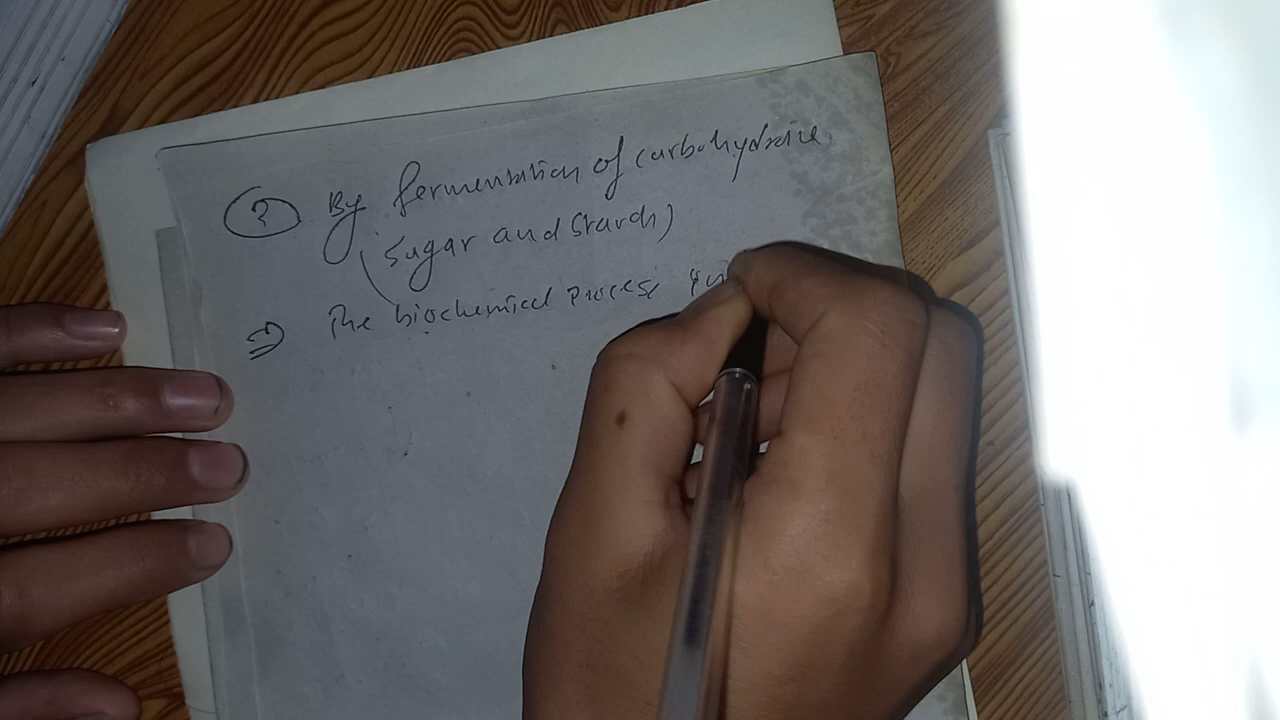 ② By fermentation of carbohydrate
(Sugar and Starch)
⇒ The biochemical process